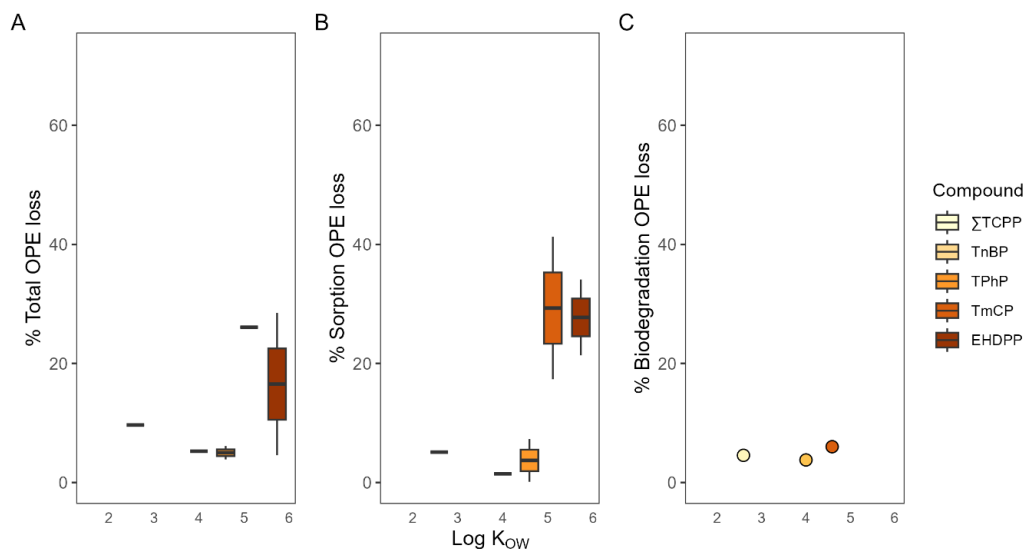 A
B
C
% Total OPE loss
60
40
20
0
2 3 4 5 6
% Sorption OPE loss
60
40
20
0
2 3 4 5 6
Log KOW
% Biodegradation OPE loss
60
40
20
0
2 3 4 5 6
Compound
∑TCPP
TnBP
TPhP
TmCP
EHDPP